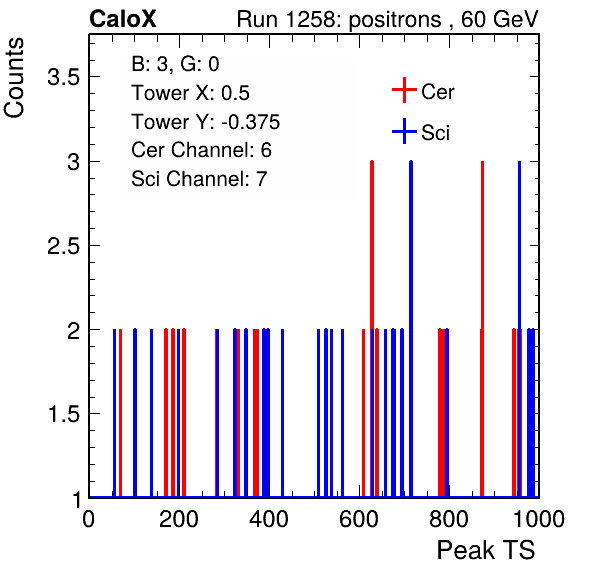 CaloX Run 1258: positrons , 60 GeV
Counts
B: 3, G: 0
Tower X: 0.5
Tower Y: -0.375
Cer Channel: 6
Sci Channel: 7
Cer
Sci
3.5
3
2.5
2
1.5
1
0 200 400 600 800 1000
Peak TS